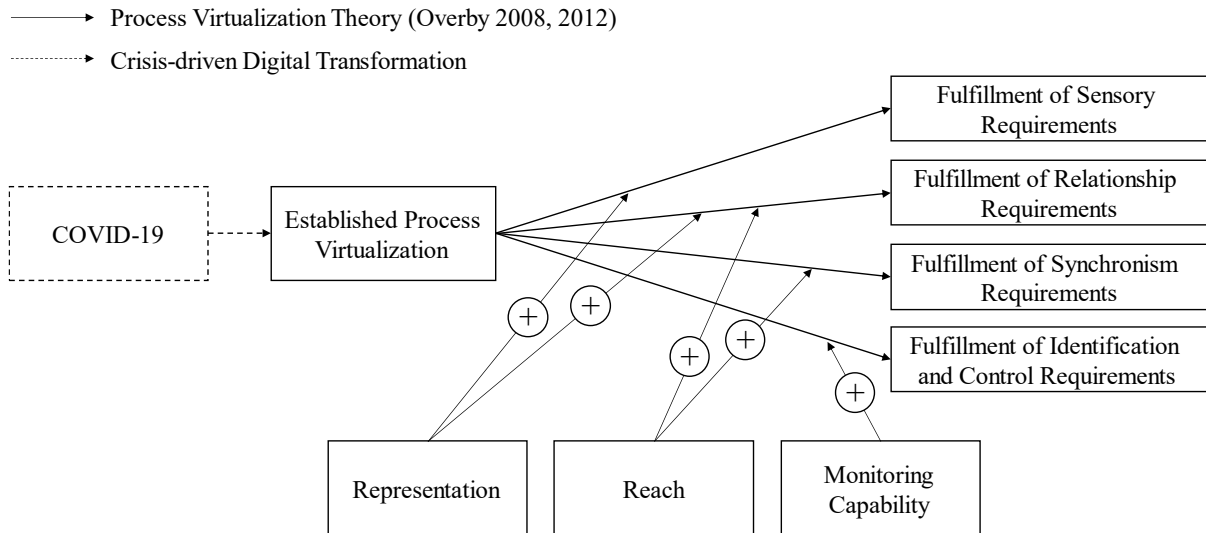 Process Virtualization Theory (Overby 2008, 2012)
Crisis-driven Digital Transformation
Fulfillment of Sensory
Requirements
Fulfillment of Relationship
Requirements
COVID-19
Established Process
Virtualization
Fulfillment of Synchronism
Requirements
Fulfillment of Identification
and Control Requirements
+
+
+
+
+
Representation
Reach
Monitoring
Capability